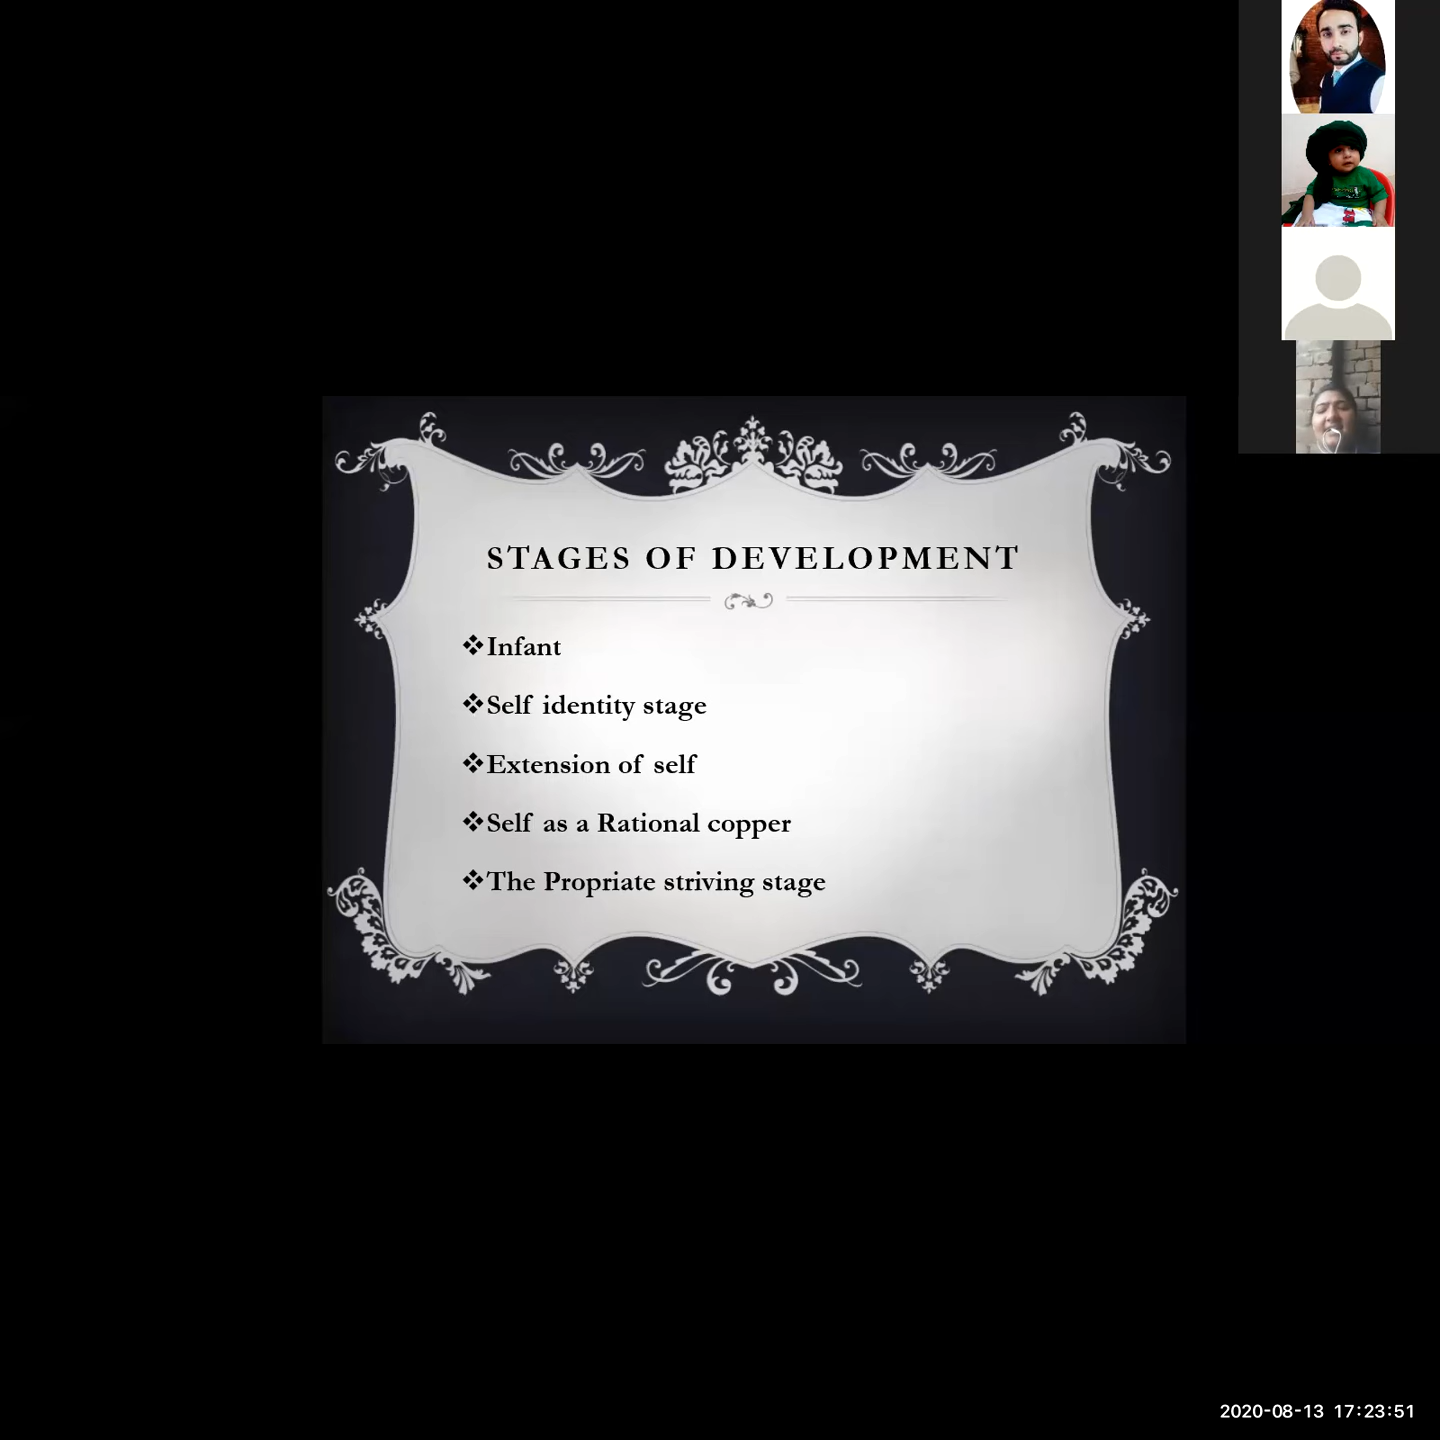 STAGES OF DEVELOPMENT
❖Infant
❖Self identity stage
❖Extension of self
❖Self as a Rational copper
❖The Propriate striving stage
2020-08-13 17:23:51